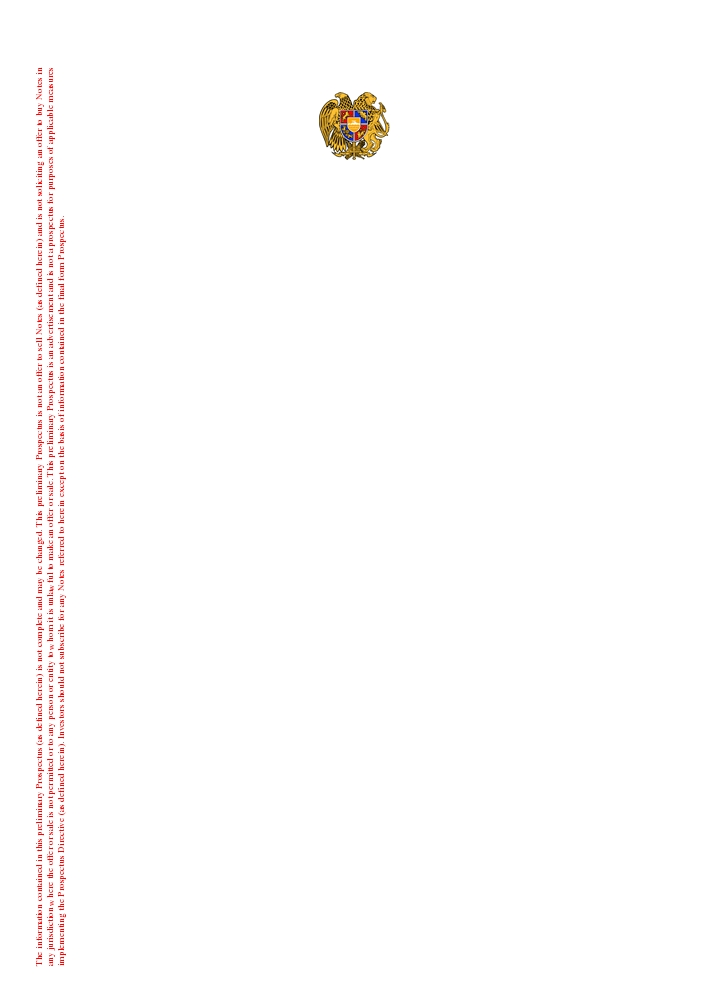 The information contained in this preliminary Prospectus (as defined herein) is not complete and may be changed. This preliminary Prospectus is not an offer to sell Notes (as defined herein) and is not soliciting an offer to buy Notes in
any jurisdiction where the offer or sale is not permitted or to any person or entity to whom it is unlawful to make an offer or sale. This preliminary Prospectus is an advertisement and is not a prospectus for purposes of applicable measures
implementing the Prospectus Directive (as defined herein). Investors should not subscribe for any Notes referred to herein except on the basis of information contained in the final form Prospectus.